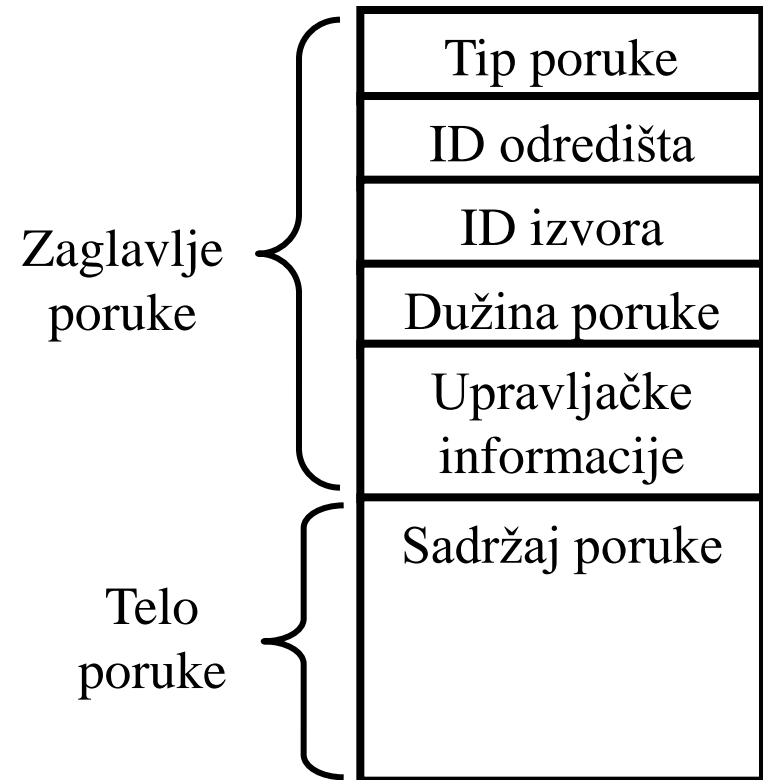 Tip poruke
ID odredišta
ID izvora
Zaglavlje
poruke
Dužina poruke
Upravljačke
informacije
Sadržaj poruke
Telo
poruke